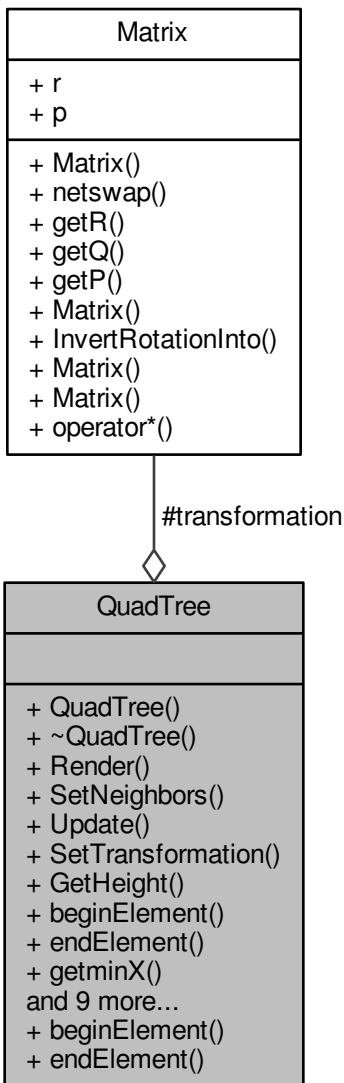 Matrix
+ r
+ p
+ Matrix()
+ netswap()
+ getR()
+ getQ()
+ getP()
+ Matrix()
+ InvertRotationInto()
+ Matrix()
+ Matrix()
+ operator*()
#transformation
QuadTree
+ QuadTree()
+ ~QuadTree()
+ Render()
+ SetNeighbors()
+ Update()
+ SetTransformation()
+ GetHeight()
+ beginElement()
+ endElement()
+ getminX()
and 9 more...
+ beginElement()
+ endElement()